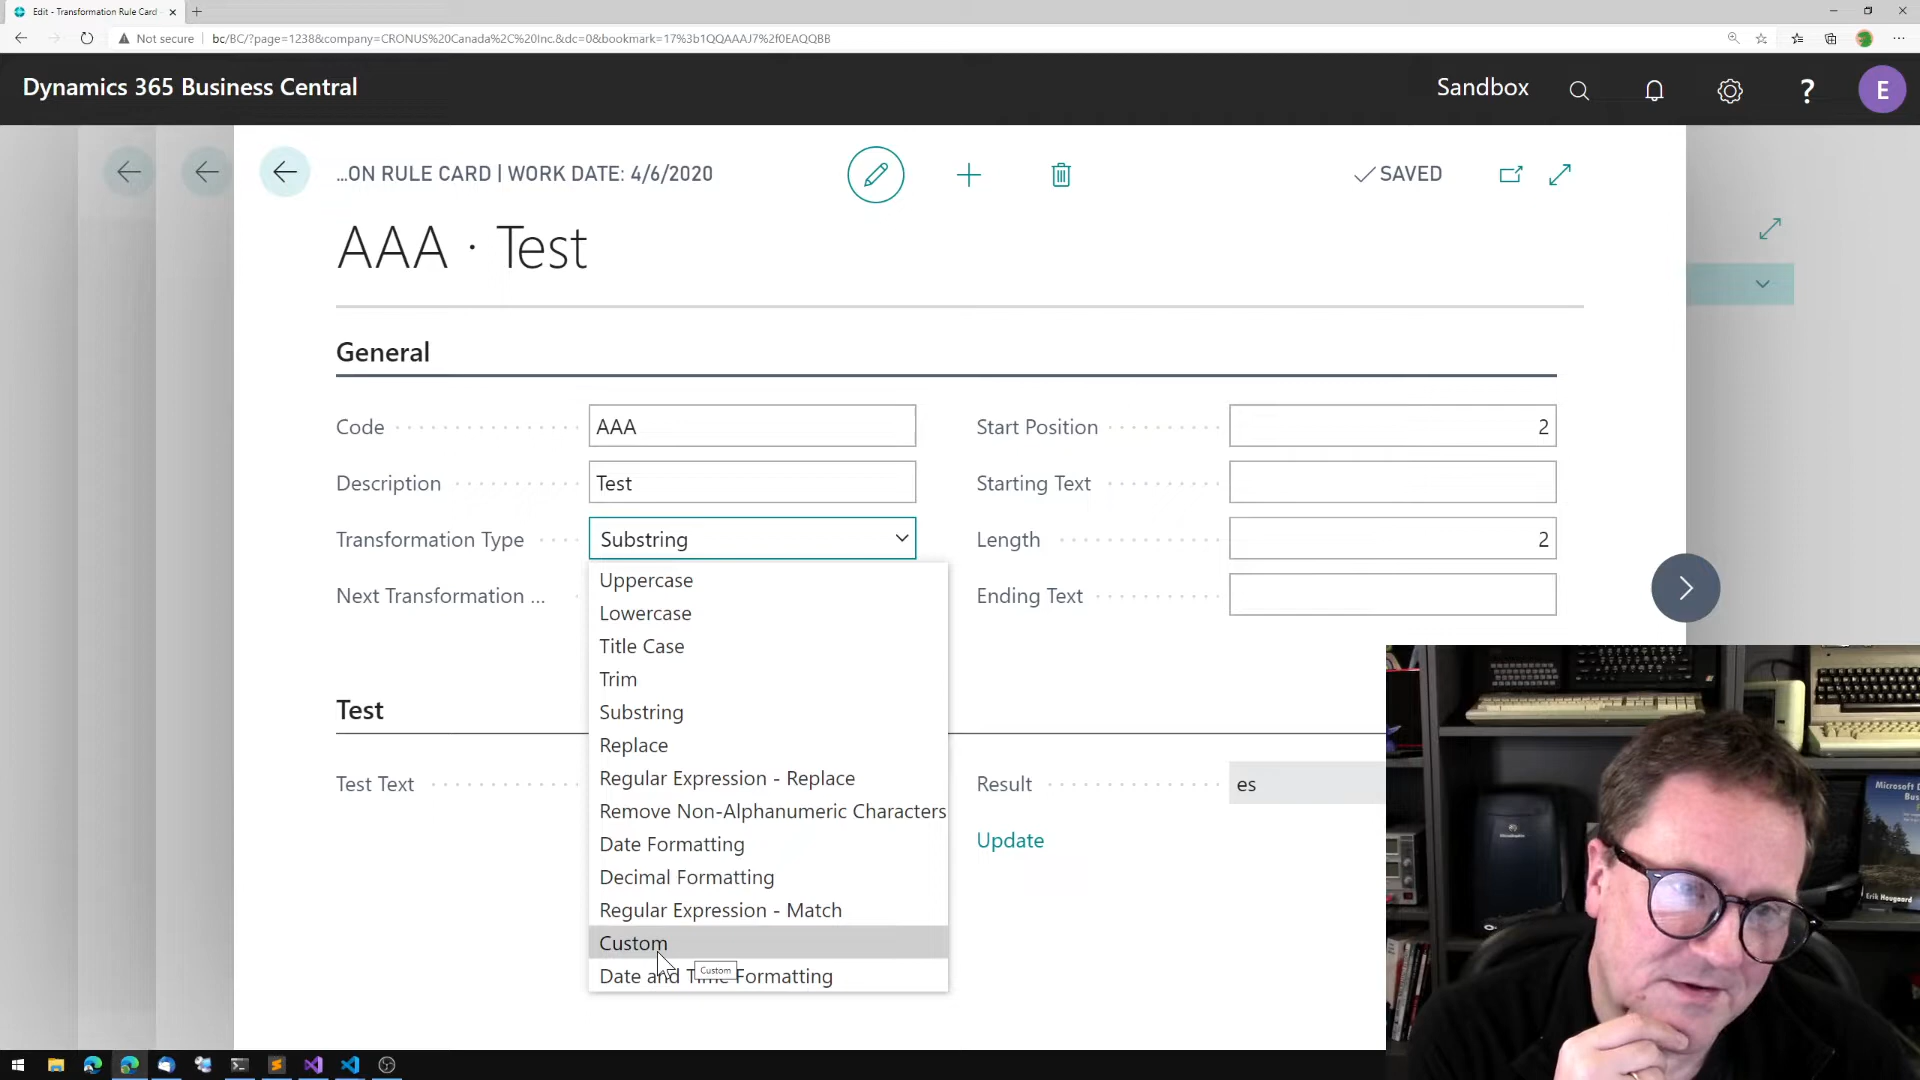 Edit - Transformation Rule Card
Not secure
bc/BC/?page=1238&company=CRONUS%20Canada%2C%20Inc.&dc=0&bookmark=17%3b1QQAAAJ7%2f0EAQQBB
Dynamics 365 Business Central
Sandbox
?
E
...ON RULE CARD | WORK DATE: 4/6/2020
SAVED
AAA · Test
General
Code
AAA
Start Position
2
Description
Test
Starting Text
Transformation Type
Substring
Length
2
Next Transformation ...
Ending Text
Uppercase
Lowercase
Title Case
Trim
Substring
Replace
Regular Expression - Replace
Remove Non-Alphanumeric Characters
Date Formatting
Decimal Formatting
Regular Expression - Match
Custom
Custom
Date and Time Formatting
Test
Test Text
Result
es
Update
Microsoft D
Bus
Erik Hougaard